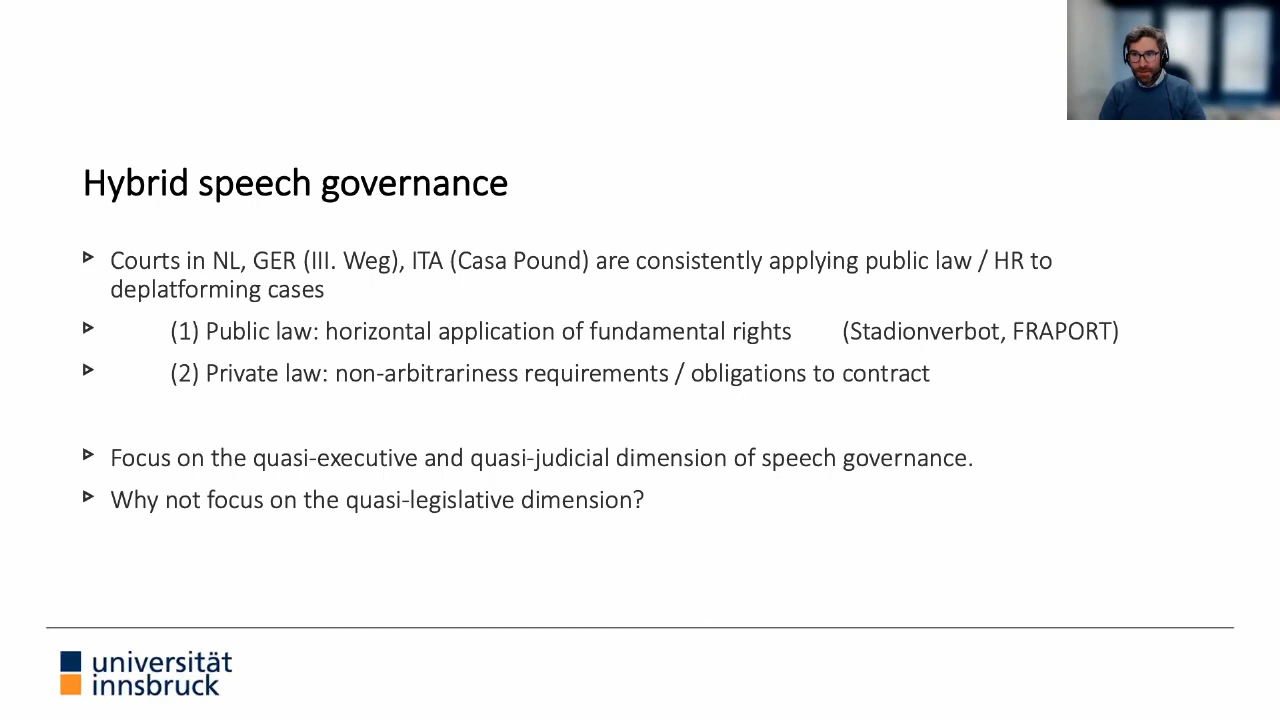 Hybrid speech governance
Courts in NL, GER (III. Weg), ITA (Casa Pound) are consistently applying public law / HR to
deplatforming cases
(1) Public law: horizontal application of fundamental rights (Stadionverbot, FRAPORT)
(2) Private law: non-arbitrariness requirements / obligations to contract
Focus on the quasi-executive and quasi-judicial dimension of speech governance.
Why not focus on the quasi-legislative dimension?
universität
innsbruck